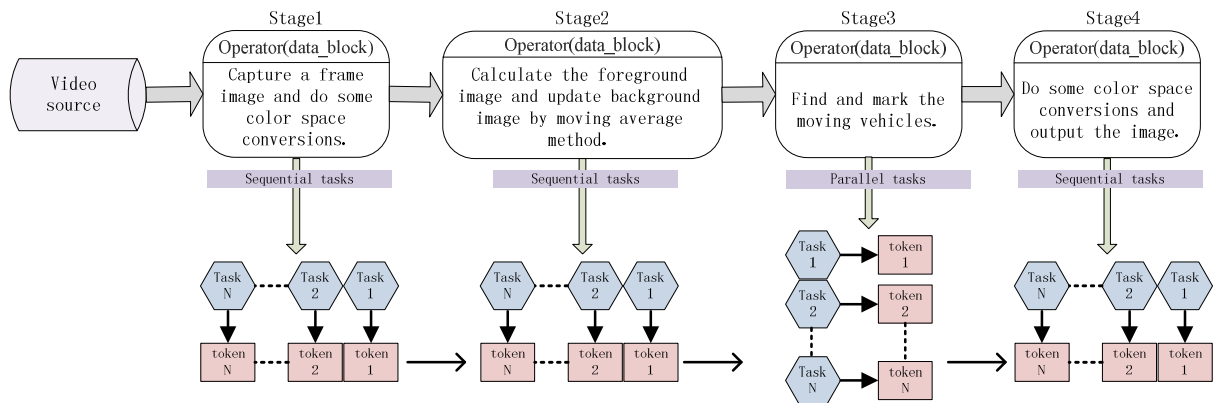 Stage1
Stage2
Stage3
Stage4
Video
source
Operator(data_block)
Capture a frame
image and do some
color space
conversions.
Operator(data_block)
Calculate the foreground
image and update background
image by moving average
method.
Operator(data_block)
Find and mark the
moving vehicles.
Operator(data_block)
Do some color space
conversions and
output the image.
Sequential tasks
Sequential tasks
Parallel tasks
Sequential tasks
Task
N
Task
2
Task
1
token
N
token
2
token
1
Task
N
Task
2
Task
1
token
N
token
2
token
1
Task
1
token
1
Task
2
token
2
Task
N
token
N
Task
N
Task
2
Task
1
token
N
token
2
token
1